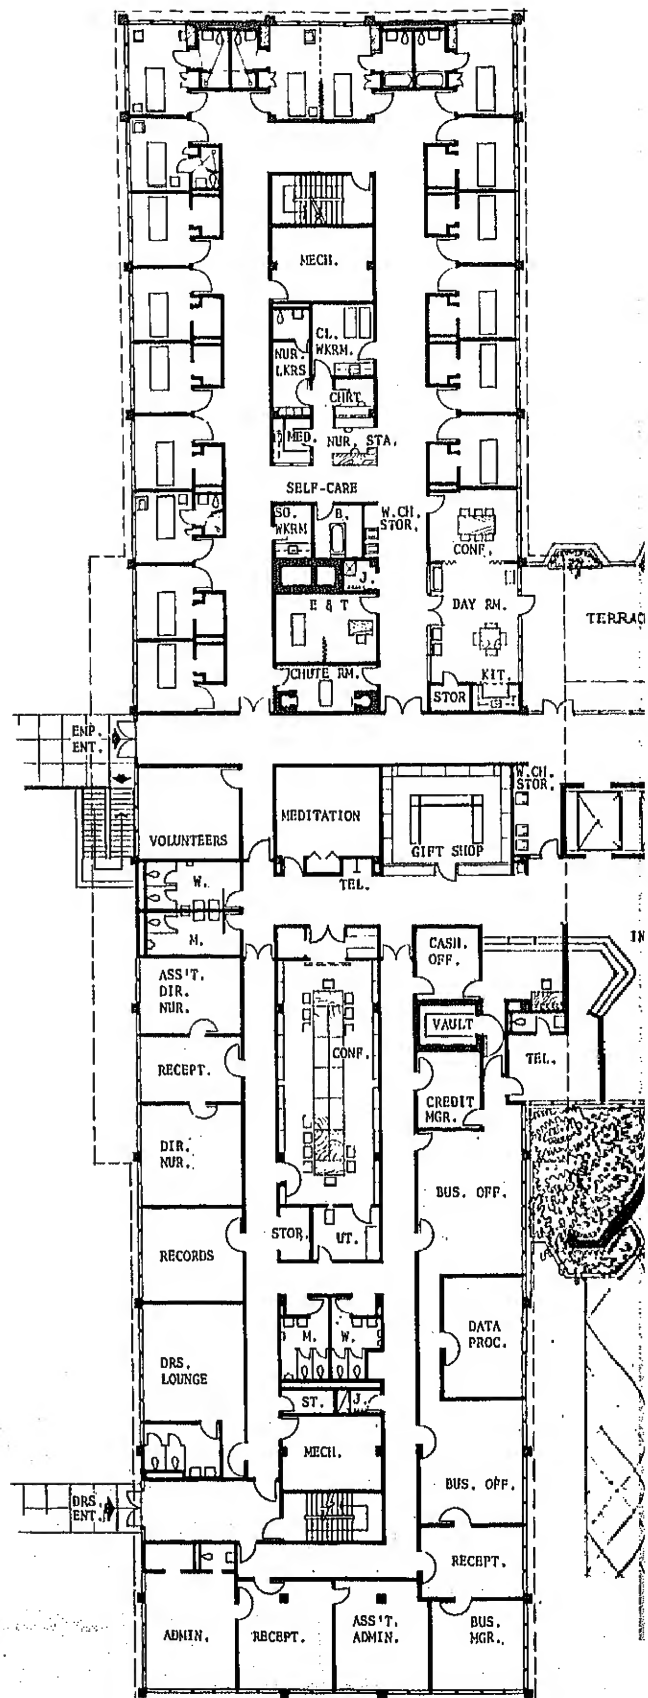 MECH.
CL.
WKRM.
NUR.
LKRS
CHRT.
MED.
NUR. STA.
SELF-CARE
SO.
WKRM
B.
W.CH.
STOR.
CONF.
J.
E & T
DAY RM.
TERRAC
CHUTE RM.
KIT.
STOR
EMP.
ENT.
W.CH.
STOR.
VOLUNTEERS
MEDITATION
GIFT SHOP
W.
TEL.
M.
CASH.
OFF.
IN
ASS'T.
DIR.
NUR.
VAULT
CONF.
TEL.
RECEPT.
CREDIT
MGR.
DIR.
NUR.
BUS. OFF.
STOR.
UT.
RECORDS
M.
W.
DATA
PROC.
DRS.
LOUNGE
ST.
J.
MECH.
BUS. OFF.
DRS.
ENT.
RECEPT.
ADMIN.
RECEPT.
ASS'T.
ADMIN.
BUS.
MGR.